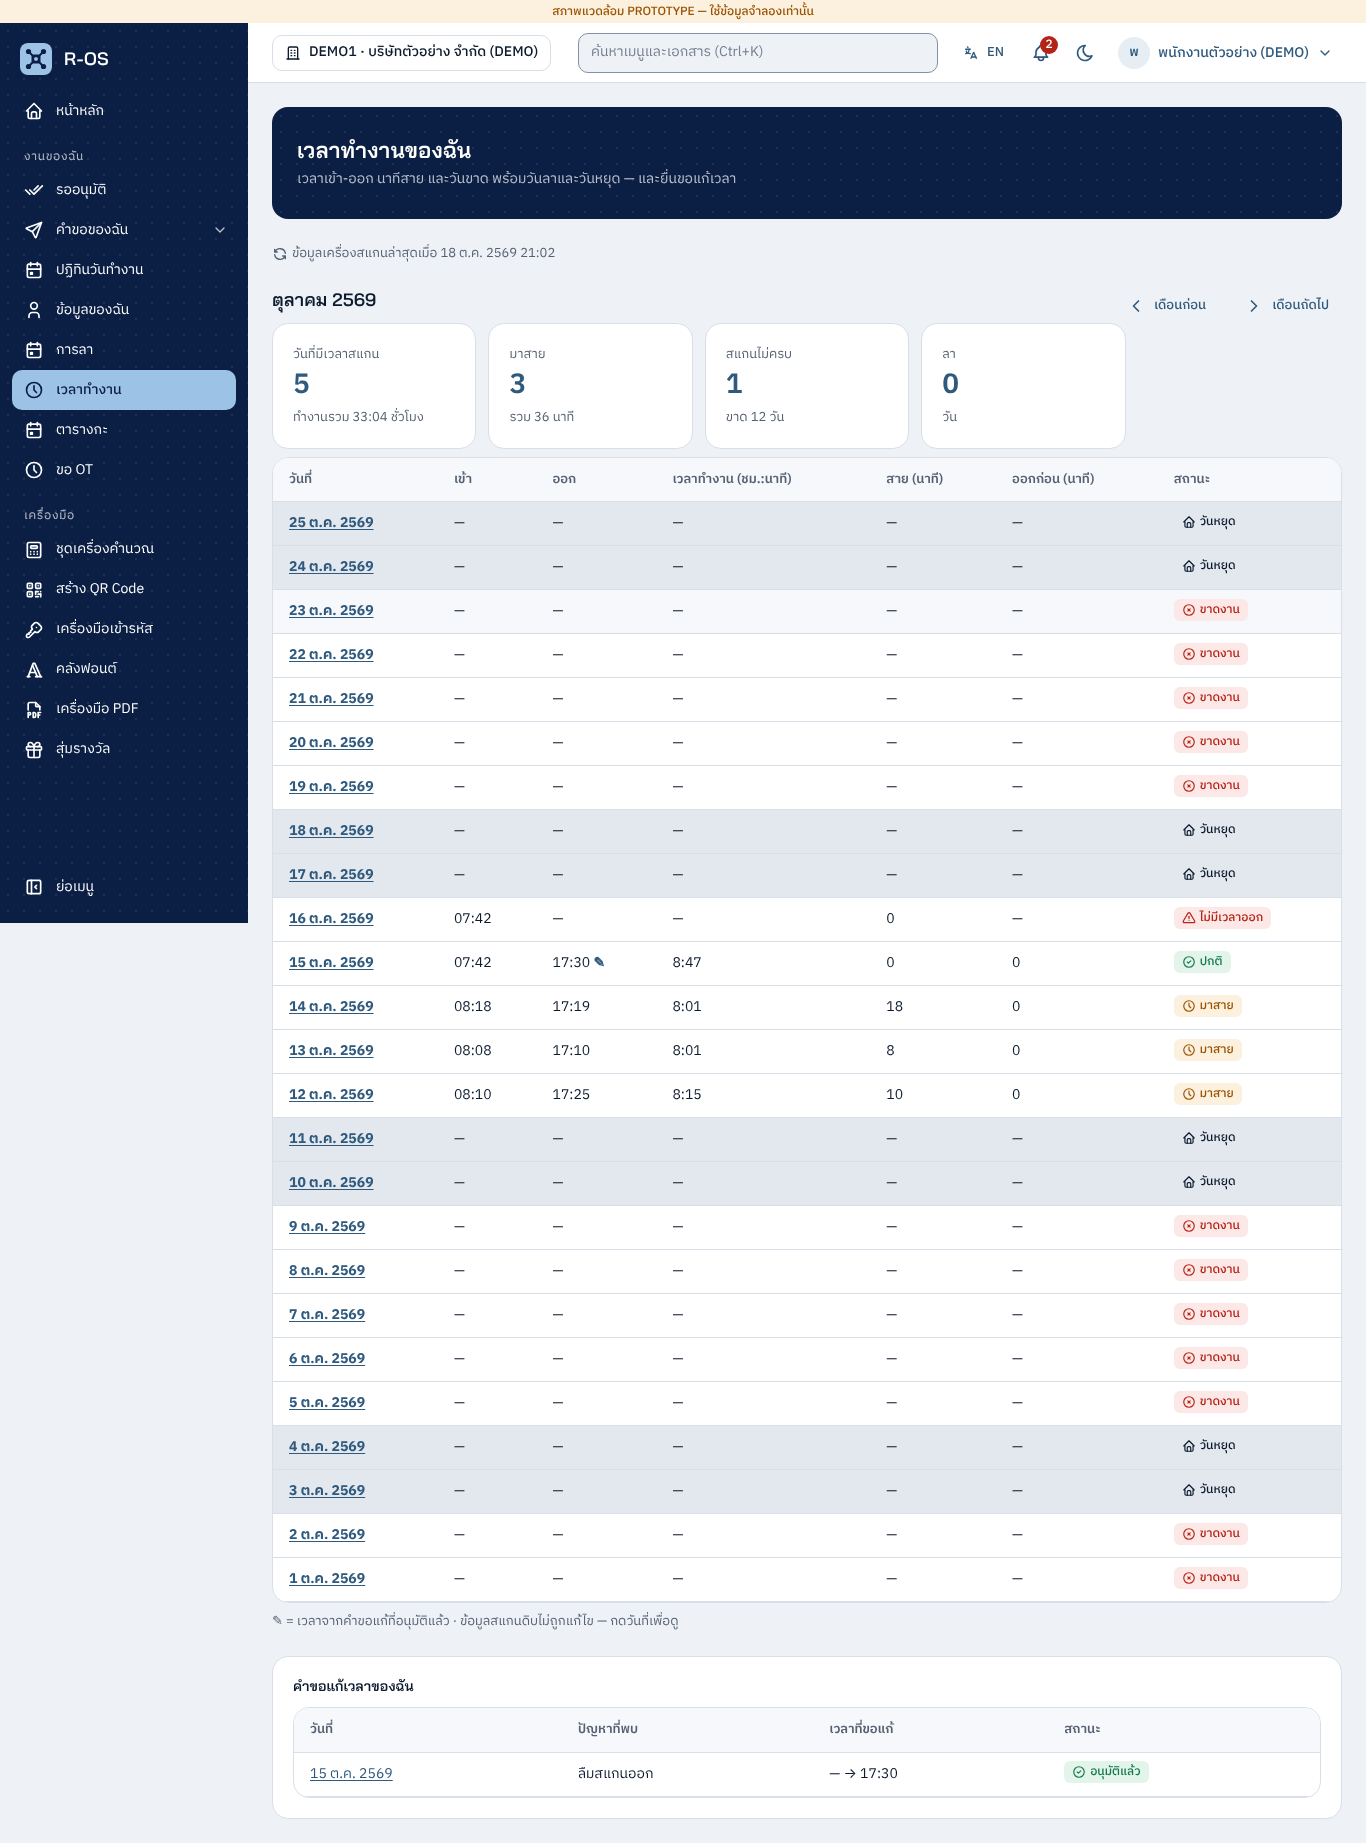 สภาพแวดล้อม PROTOTYPE — ใช้ข้อมูลจำลองเท่านั้น
R-OS
DEMO1 · บริษัทตัวอย่าง จำกัด (DEMO)
ค้นหาเมนูและเอกสาร (Ctrl+K)
EN
2
พ
พนักงานตัวอย่าง (DEMO)
หน้าหลัก
งานของฉัน
รออนุมัติ
คำขอของฉัน
ปฏิทินวันทำงาน
ข้อมูลของฉัน
การลา
เวลาทำงาน
ตารางกะ
ขอ OT
เครื่องมือ
ชุดเครื่องคำนวณ
สร้าง QR Code
เครื่องมือเข้ารหัส
คลังฟอนต์
เครื่องมือ PDF
สุ่มรางวัล
ย่อเมนู
เวลาทำงานของฉัน
เวลาเข้า-ออก นาทีสาย และวันขาด พร้อมวันลาและวันหยุด — และยื่นขอแก้เวลา
ข้อมูลเครื่องสแกนล่าสุดเมื่อ 18 ต.ค. 2569 21:02
ตุลาคม 2569
เดือนก่อน เดือนถัดไป
วันที่มีเวลาสแกน
5
ทำงานรวม 33:04 ชั่วโมง
มาสาย
3
รวม 36 นาที
สแกนไม่ครบ
1
ขาด 12 วัน
ลา
0
วัน
วันที่ เข้า ออก เวลาทำงาน (ชม.:นาที) สาย (นาที) ออกก่อน (นาที) สถานะ
25 ต.ค. 2569 — — — — — วันหยุด
24 ต.ค. 2569 — — — — — วันหยุด
23 ต.ค. 2569 — — — — — ขาดงาน
22 ต.ค. 2569 — — — — — ขาดงาน
21 ต.ค. 2569 — — — — — ขาดงาน
20 ต.ค. 2569 — — — — — ขาดงาน
19 ต.ค. 2569 — — — — — ขาดงาน
18 ต.ค. 2569 — — — — — วันหยุด
17 ต.ค. 2569 — — — — — วันหยุด
16 ต.ค. 2569 07:42 — — 0 — ไม่มีเวลาออก
15 ต.ค. 2569 07:42 17:30 ✎ 8:47 0 0 ปกติ
14 ต.ค. 2569 08:18 17:19 8:01 18 0 มาสาย
13 ต.ค. 2569 08:08 17:10 8:01 8 0 มาสาย
12 ต.ค. 2569 08:10 17:25 8:15 10 0 มาสาย
11 ต.ค. 2569 — — — — — วันหยุด
10 ต.ค. 2569 — — — — — วันหยุด
9 ต.ค. 2569 — — — — — ขาดงาน
8 ต.ค. 2569 — — — — — ขาดงาน
7 ต.ค. 2569 — — — — — ขาดงาน
6 ต.ค. 2569 — — — — — ขาดงาน
5 ต.ค. 2569 — — — — — ขาดงาน
4 ต.ค. 2569 — — — — — วันหยุด
3 ต.ค. 2569 — — — — — วันหยุด
2 ต.ค. 2569 — — — — — ขาดงาน
1 ต.ค. 2569 — — — — — ขาดงาน
✎ = เวลาจากคำขอแก้ที่อนุมัติแล้ว · ข้อมูลสแกนดิบไม่ถูกแก้ไข — กดวันที่เพื่อดู
คำขอแก้เวลาของฉัน
วันที่ ปัญหาที่พบ เวลาที่ขอแก้ สถานะ
15 ต.ค. 2569 ลืมสแกนออก — → 17:30 อนุมัติแล้ว